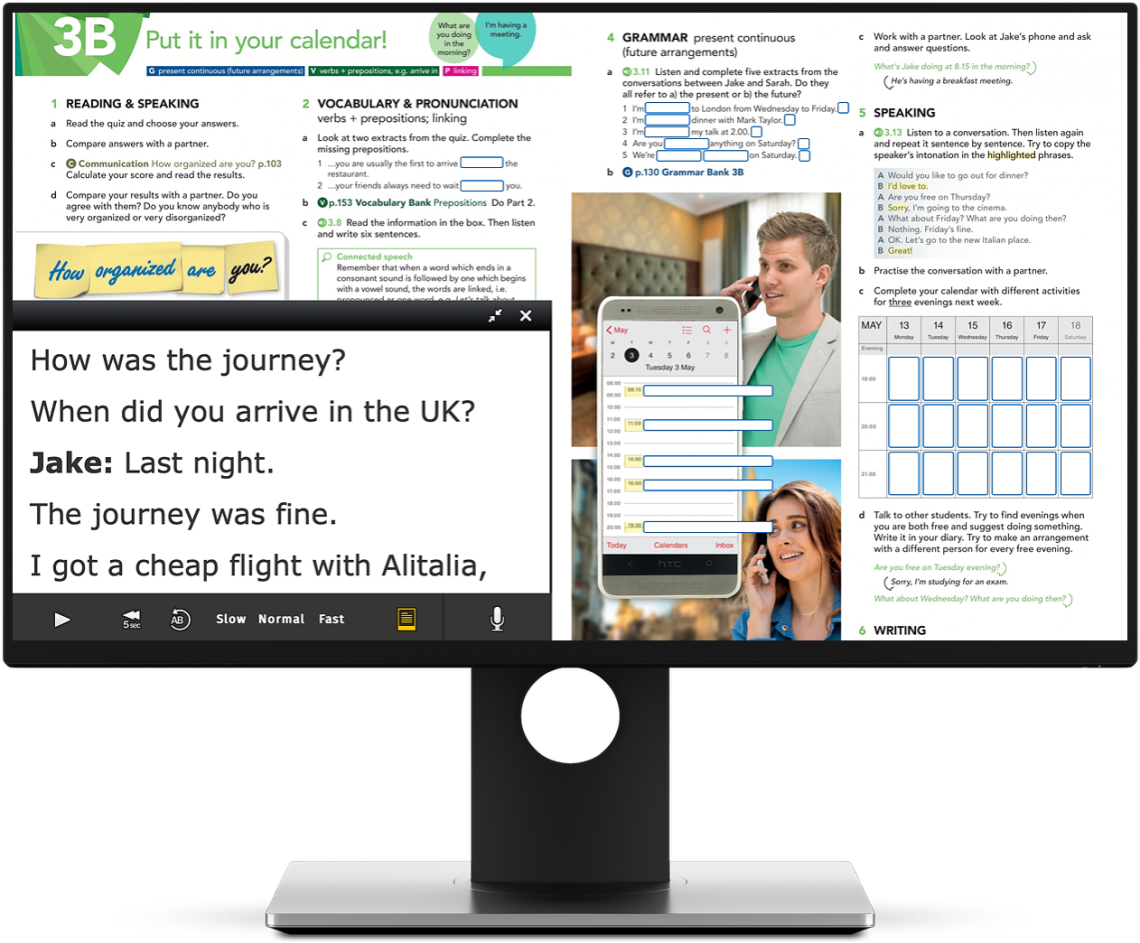 3B
Put it in your calendar!
What are
you doing
in the
morning?
I'm having a
meeting.
G present continuous (future arrangements) V verbs + prepositions, e.g. arrive in P linking
1 READING & SPEAKING
a Read the quiz and choose your answers.
b Compare answers with a partner.
c C Communication How organized are you? p.103
Calculate your score and read the results.
d Compare your results with a partner. Do you
agree with them? Do you know anybody who is
very organized or very disorganized?
How organized are you?
2 VOCABULARY & PRONUNCIATION
verbs + prepositions; linking
a Look at two extracts from the quiz. Complete the
missing prepositions.
1 ...you are usually the first to arrive the
restaurant.
2 ...your friends always need to wait you.
b V p.153 Vocabulary Bank Prepositions Do Part 2.
c 3.8 Read the information in the box. Then listen
and write six sentences.
Connected speech
Remember that when a word which ends in a
consonant sound is followed by one which begins
with a vowel sound, the words are linked, i.e.
pronounced as one word, e.g. Let's talk about
How was the journey?
When did you arrive in the UK?
Jake: Last night.
The journey was fine.
I got a cheap flight with Alitalia,
5 sec
AB
Slow Normal Fast
4 GRAMMAR present continuous
(future arrangements)
a 3.11 Listen and complete five extracts from the
conversations between Jake and Sarah. Do they
all refer to a) the present or b) the future?
1 I'm to London from Wednesday to Friday.
2 I'm dinner with Mark Taylor.
3 I'm my talk at 2.00.
4 Are you anything on Saturday?
5 We're on Saturday.
b G p.130 Grammar Bank 3B
May
M T W T F S S
2 3 4 5 6 7 8
Tuesday 3 May
08:00
08:15
09:00
10:00
11:00
11:00
12:00
13:00
14:00
14:00
15:00
16:00
16:00
17:00
18:00
19:00
19:30
20:00
Today Calendars Inbox
hTC
c Work with a partner. Look at Jake's phone and ask
and answer questions.
What's Jake doing at 8.15 in the morning?
He's having a breakfast meeting.
5 SPEAKING
a 3.13 Listen to a conversation. Then listen again
and repeat it sentence by sentence. Try to copy the
speaker's intonation in the highlighted phrases.
A Would you like to go out for dinner?
B I'd love to.
A Are you free on Thursday?
B Sorry, I'm going to the cinema.
A What about Friday? What are you doing then?
B Nothing. Friday's fine.
A OK. Let's go to the new Italian place.
B Great!
b Practise the conversation with a partner.
c Complete your calendar with different activities
for three evenings next week.
MAY 13 14 15 16 17 18
Monday Tuesday Wednesday Thursday Friday Saturday
Evening
19:00
20:00
21:00
d Talk to other students. Try to find evenings when
you are both free and suggest doing something.
Write it in your diary. Try to make an arrangement
with a different person for every free evening.
Are you free on Tuesday evening?
Sorry, I'm studying for an exam.
What about Wednesday? What are you doing then?
6 WRITING